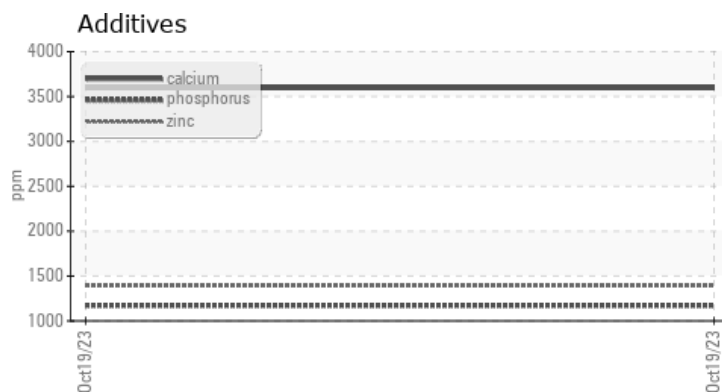 Additives
4000
3500
3000
2500
2000
1500
1000
ppm
calcium
phosphorus
zinc
Oct19/23
Oct19/23